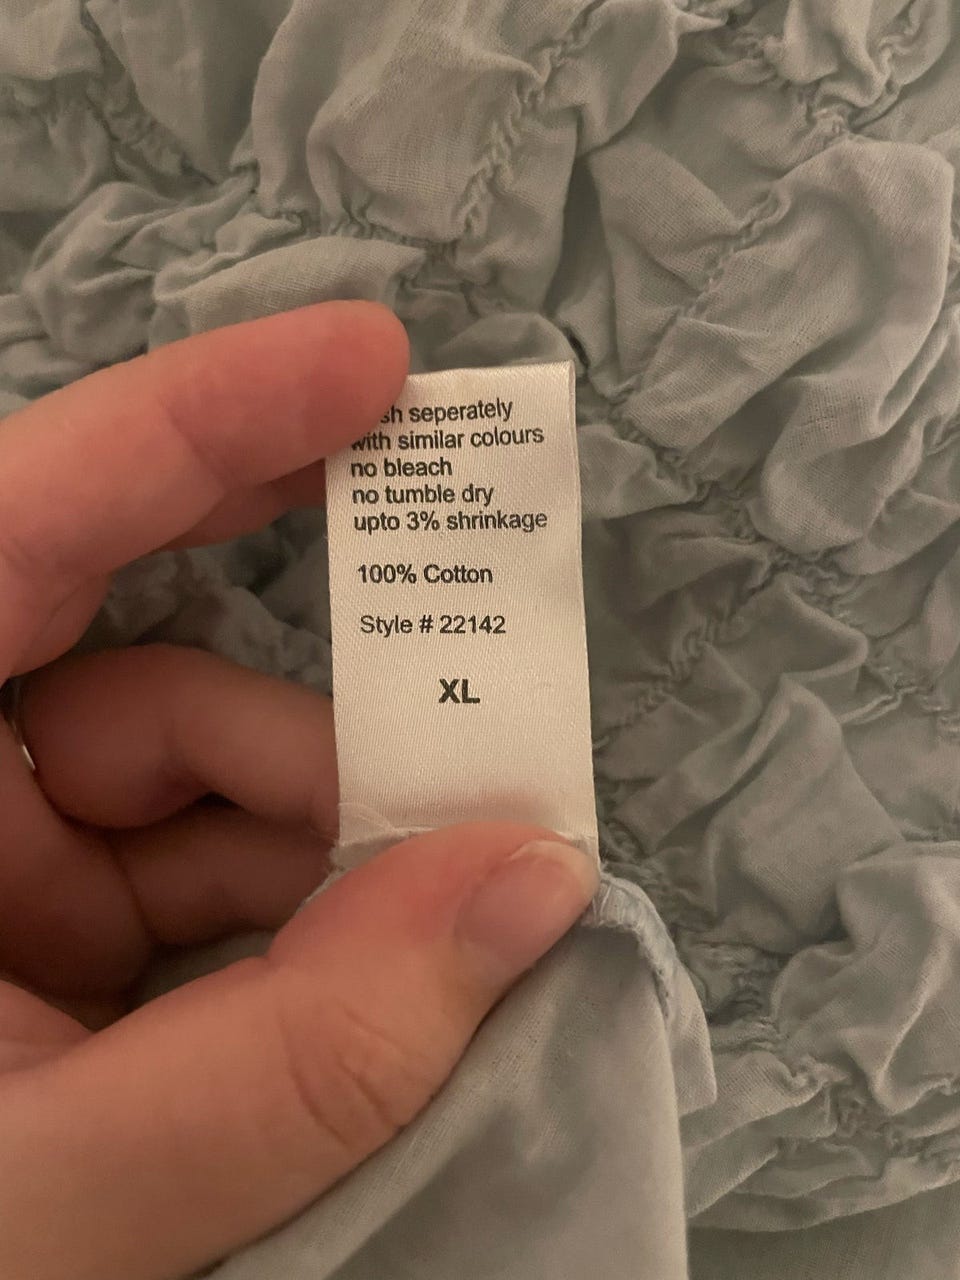 seperately
with similar colours
no bleach
no tumble dry
upto 3% shrinkage
100% Cotton
Style # 22142
XL